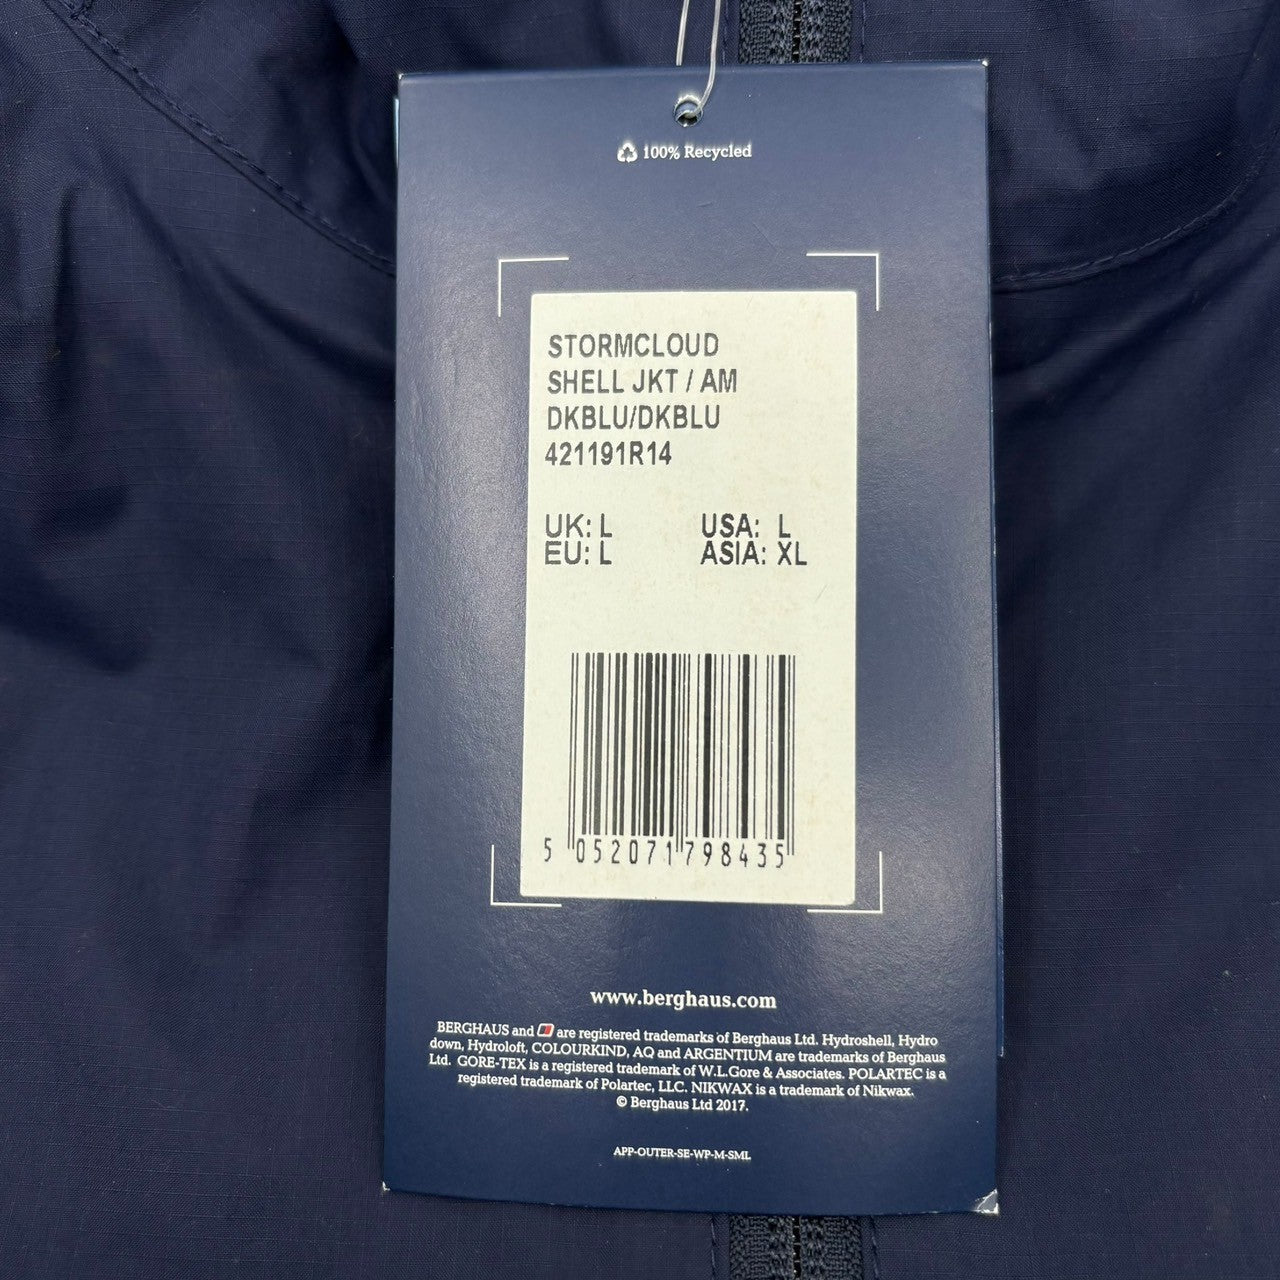 100% Recycled
STORMCLOUD
SHELL JKT / AM
DKBLU/DKBLU
421191R14
UK: L USA: L
EU: L ASIA: XL
5 052071 798435
www.berghaus.com
BERGHAUS and are registered trademarks of Berghaus Ltd. Hydroshell, Hydro
down, Hydroloft, COLOURKIND, AQ and ARGENTIUM are trademarks of Berghaus
Ltd. GORE-TEX is a registered trademark of W.L.Gore & Associates. POLARTEC is a
registered trademark of Polartec, LLC. NIKWAX is a trademark of Nikwax.
© Berghaus Ltd 2017.
APP-OUTER-SE-WP-M-SML